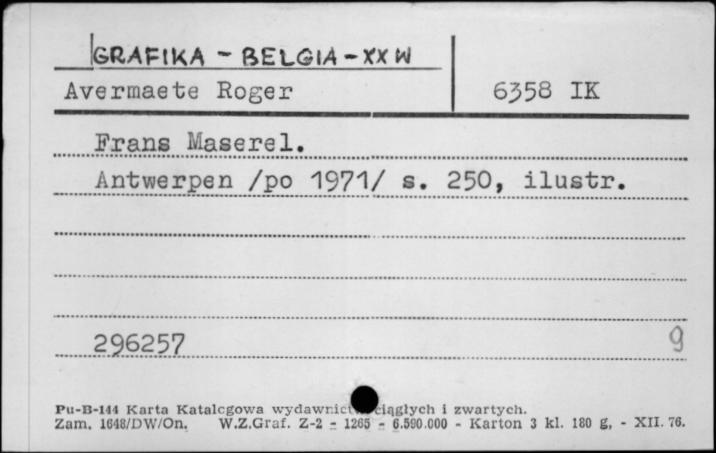 GRAFIKA - BELGIA - XX W
Avermaete Roger 6358 IK
Frans Maserel.
Antwerpen /po 1971/ s. 250, ilustr.
296257 9
Pu-B-144 Karta Katalogowa wydawnict ciągłych i zwartych.
Zam. 1648/DW/On. W.Z.Graf. Z-2 - 1265 - 6.590.000 - Karton 3 kl. 180 g, - XII. 76.